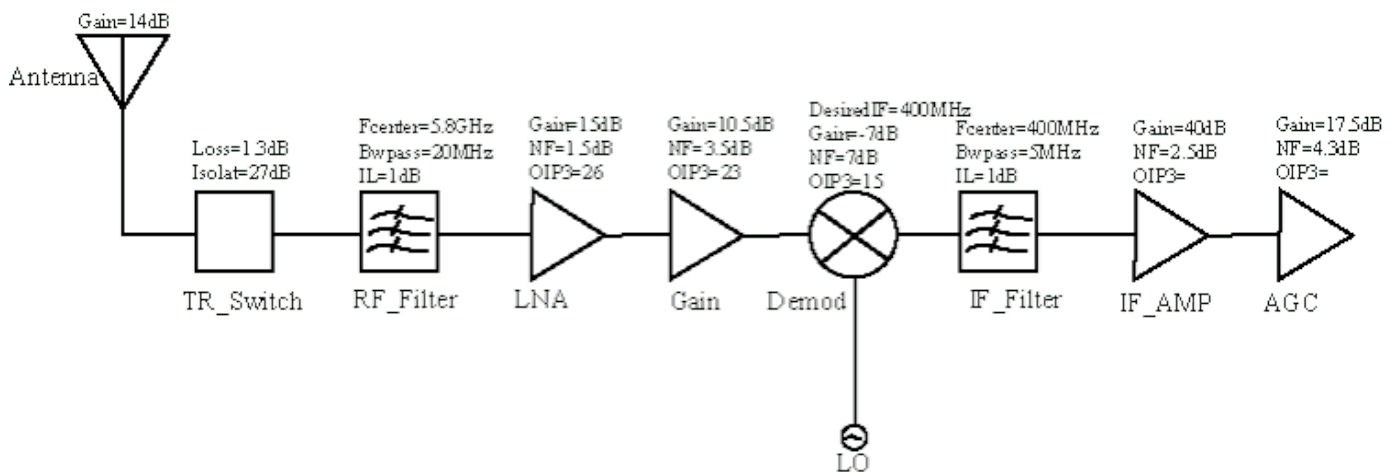 Gain=14dB
Antenna
Loss=1.3dB
Isolat=27dB
TR_Switch
Fcenter=5.8GHz
Bwpass=20MHz
IL=1dB
RF_Filter
Gain=15dB
NF=1.5dB
OIP3=26
LNA
Gain=10.5dB
NF=3.5dB
OIP3=23
Gain
DesiredIF=400MHz
Gain=-7dB
NF=7dB
OIP3=15
Demod
LO
Fcenter=400MHz
Bwpass=5MHz
IL=1dB
IF_Filter
Gain=40dB
NF=2.5dB
OIP3=
IF_AMP
Gain=17.5dB
NF=4.3dB
OIP3=
AGC